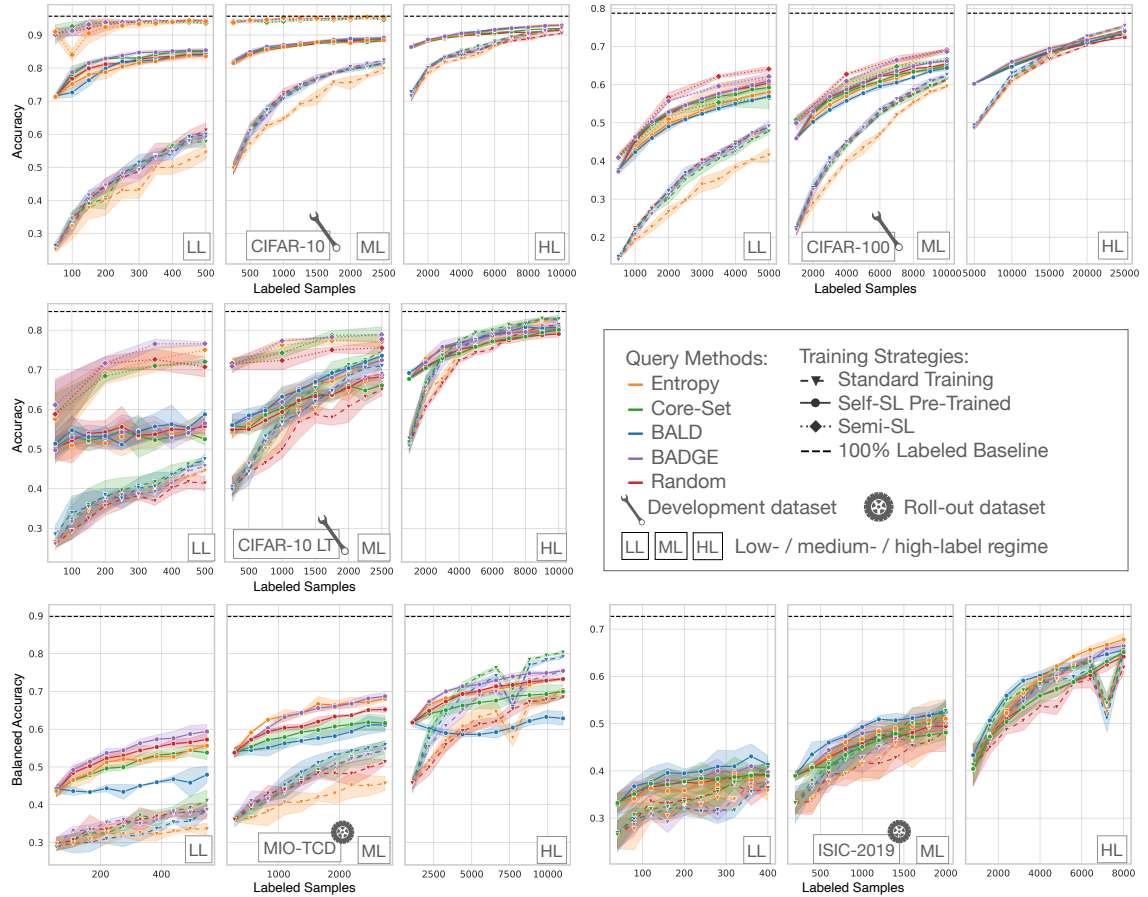 0.9
0.8
0.7
0.6
0.5
0.4
0.3
Accuracy
LL
CIFAR-10
ML
HL
100 200 300 400 500
500 1000 1500 2000 2500
2000 4000 6000 8000 10000
Labeled Samples
0.8
0.7
0.6
0.5
0.4
0.3
0.2
Accuracy
LL
CIFAR-100
ML
HL
1000 2000 3000 4000 5000
2000 4000 6000 8000 10000
5000 10000 15000 20000 25000
Labeled Samples
0.8
0.7
0.6
0.5
0.4
0.3
Accuracy
LL
CIFAR-10 LT
ML
HL
100 200 300 400 500
500 1000 1500 2000 2500
2000 4000 6000 8000 10000
Labeled Samples
Query Methods:
Entropy
Core-Set
BALD
BADGE
Random
Training Strategies:
Standard Training
Self-SL Pre-Trained
Semi-SL
100% Labeled Baseline
Development dataset
Roll-out dataset
LL ML HL Low- / medium- / high-label regime
0.9
0.8
0.7
0.6
0.5
0.4
0.3
Balanced Accuracy
LL
MIO-TCD
ML
HL
200 400
1000 2000
2500 5000 7500 10000
Labeled Samples
0.7
0.6
0.5
0.4
0.3
LL
ISIC-2019
ML
HL
100 200 300 400
500 1000 1500 2000
2000 4000 6000 8000
Labeled Samples